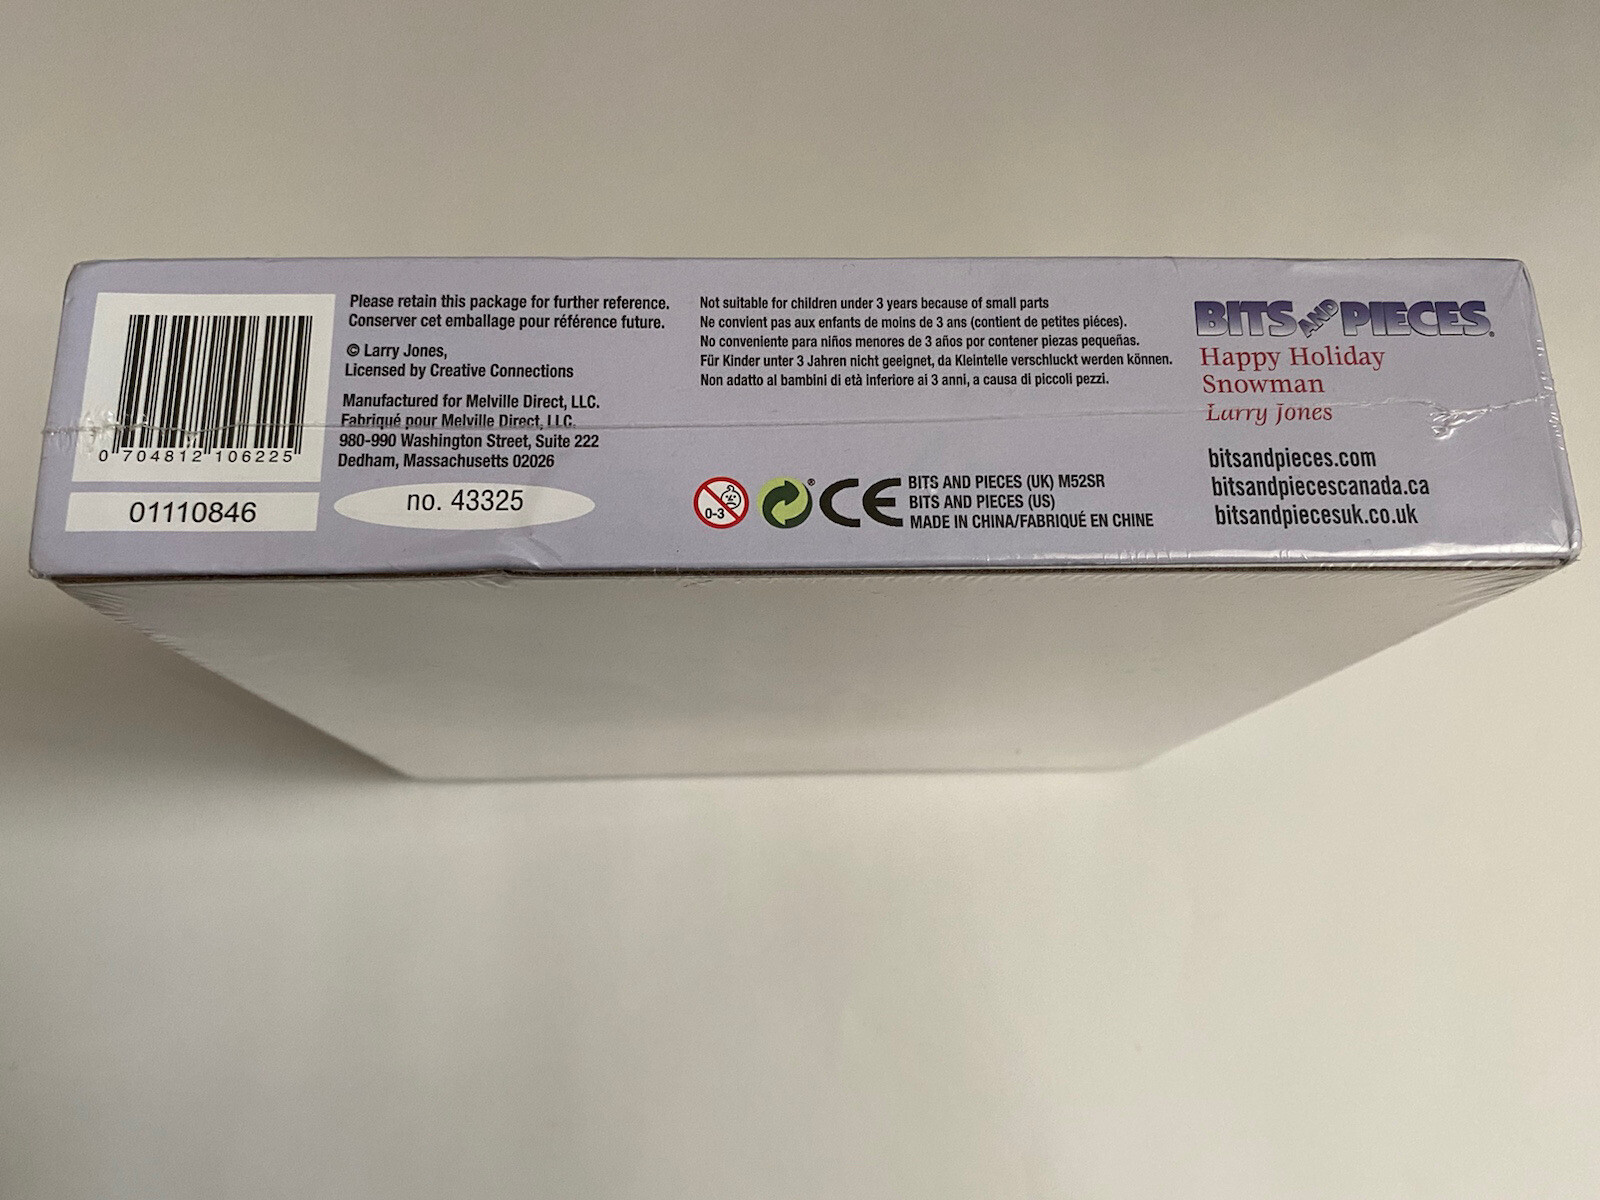 0 704812 106225
01110846
Please retain this package for further reference.
Conserver cet emballage pour référence future.
© Larry Jones,
Licensed by Creative Connections
Manufactured for Melville Direct, LLC.
Fabriqué pour Melville Direct, LLC.
980-990 Washington Street, Suite 222
Dedham, Massachusetts 02026
no. 43325
Not suitable for children under 3 years because of small parts
Ne convient pas aux enfants de moins de 3 ans (contient de petites piéces).
No conveniente para niños menores de 3 años por contener piezas pequeñas.
Für Kinder unter 3 Jahren nicht geeignet, da Kleintelle verschluckt werden können.
Non adatto al bambini di età inferiore ai 3 anni, a causa di piccoli pezzi.
0-3
®
CE
BITS AND PIECES (UK) M52SR
BITS AND PIECES (US)
MADE IN CHINA/FABRIQUÉ EN CHINE
BITS AND PIECES®
Happy Holiday
Snowman
Larry Jones
bitsandpieces.com
bitsandpiecescanada.ca
bitsandpiecesuk.co.uk